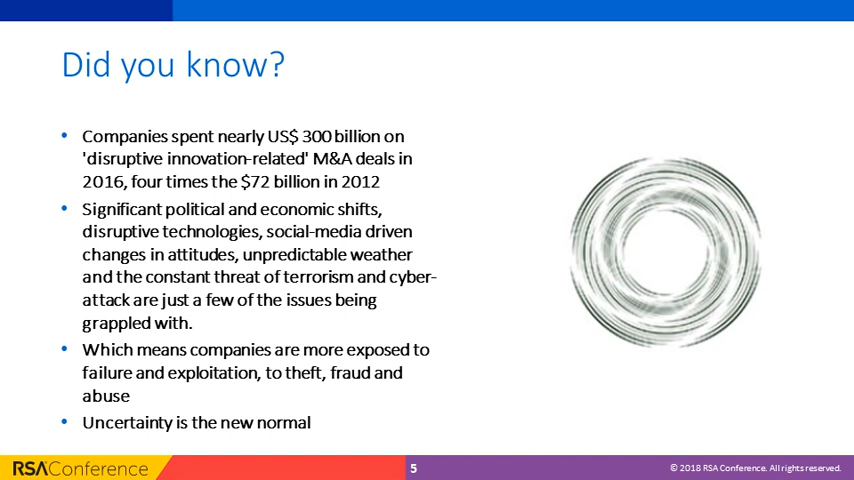 Did you know?
• Companies spent nearly US$ 300 billion on
'disruptive innovation-related' M&A deals in
2016, four times the $72 billion in 2012
• Significant political and economic shifts,
disruptive technologies, social-media driven
changes in attitudes, unpredictable weather
and the constant threat of terrorism and cyber-
attack are just a few of the issues being
grappled with.
• Which means companies are more exposed to
failure and exploitation, to theft, fraud and
abuse
• Uncertainty is the new normal
RSAConference
5
© 2018 RSA Conference. All rights reserved.